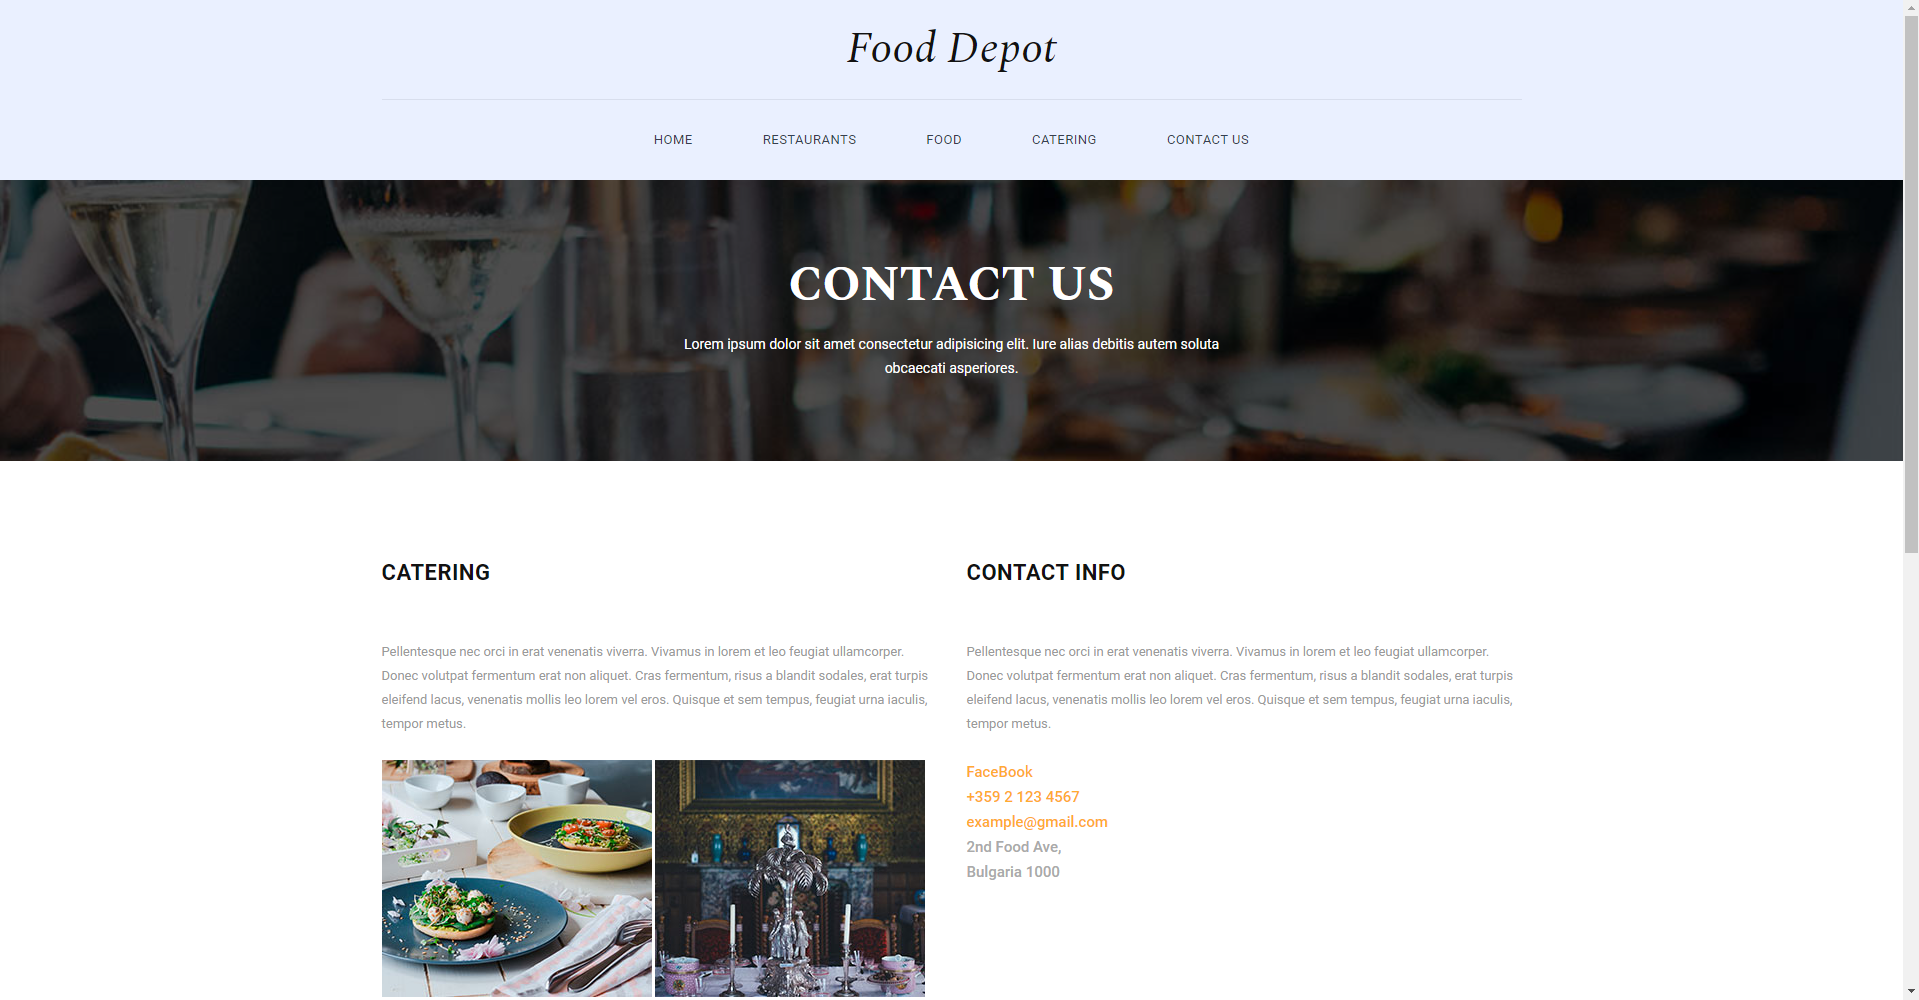 Food Depot
HOME RESTAURANTS FOOD CATERING CONTACT US
CONTACT US
Lorem ipsum dolor sit amet consectetur adipisicing elit. Iure alias debitis autem soluta
obcaecati asperiores.
CATERING
Pellentesque nec orci in erat venenatis viverra. Vivamus in lorem et leo feugiat ullamcorper.
Donec volutpat fermentum erat non aliquet. Cras fermentum, risus a blandit sodales, erat turpis
eleifend lacus, venenatis mollis leo lorem vel eros. Quisque et sem tempus, feugiat urna iaculis,
tempor metus.
CONTACT INFO
Pellentesque nec orci in erat venenatis viverra. Vivamus in lorem et leo feugiat ullamcorper.
Donec volutpat fermentum erat non aliquet. Cras fermentum, risus a blandit sodales, erat turpis
eleifend lacus, venenatis mollis leo lorem vel eros. Quisque et sem tempus, feugiat urna iaculis,
tempor metus.
FaceBook
+359 2 123 4567
example@gmail.com
2nd Food Ave,
Bulgaria 1000